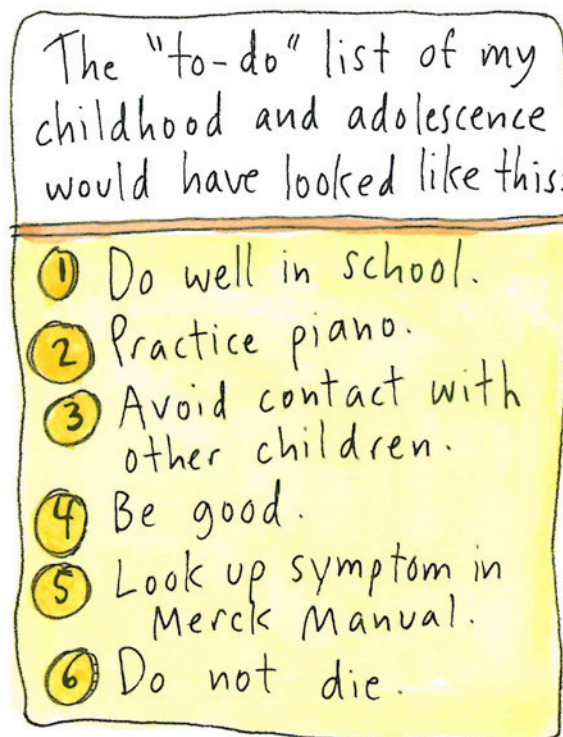 The "to-do" list of my
childhood and adolescence
would have looked like this:
1 Do well in school.
2 Practice piano.
3 Avoid contact with
other children.
4 Be good.
5 Look up symptom in
Merck Manual.
6 Do not die.